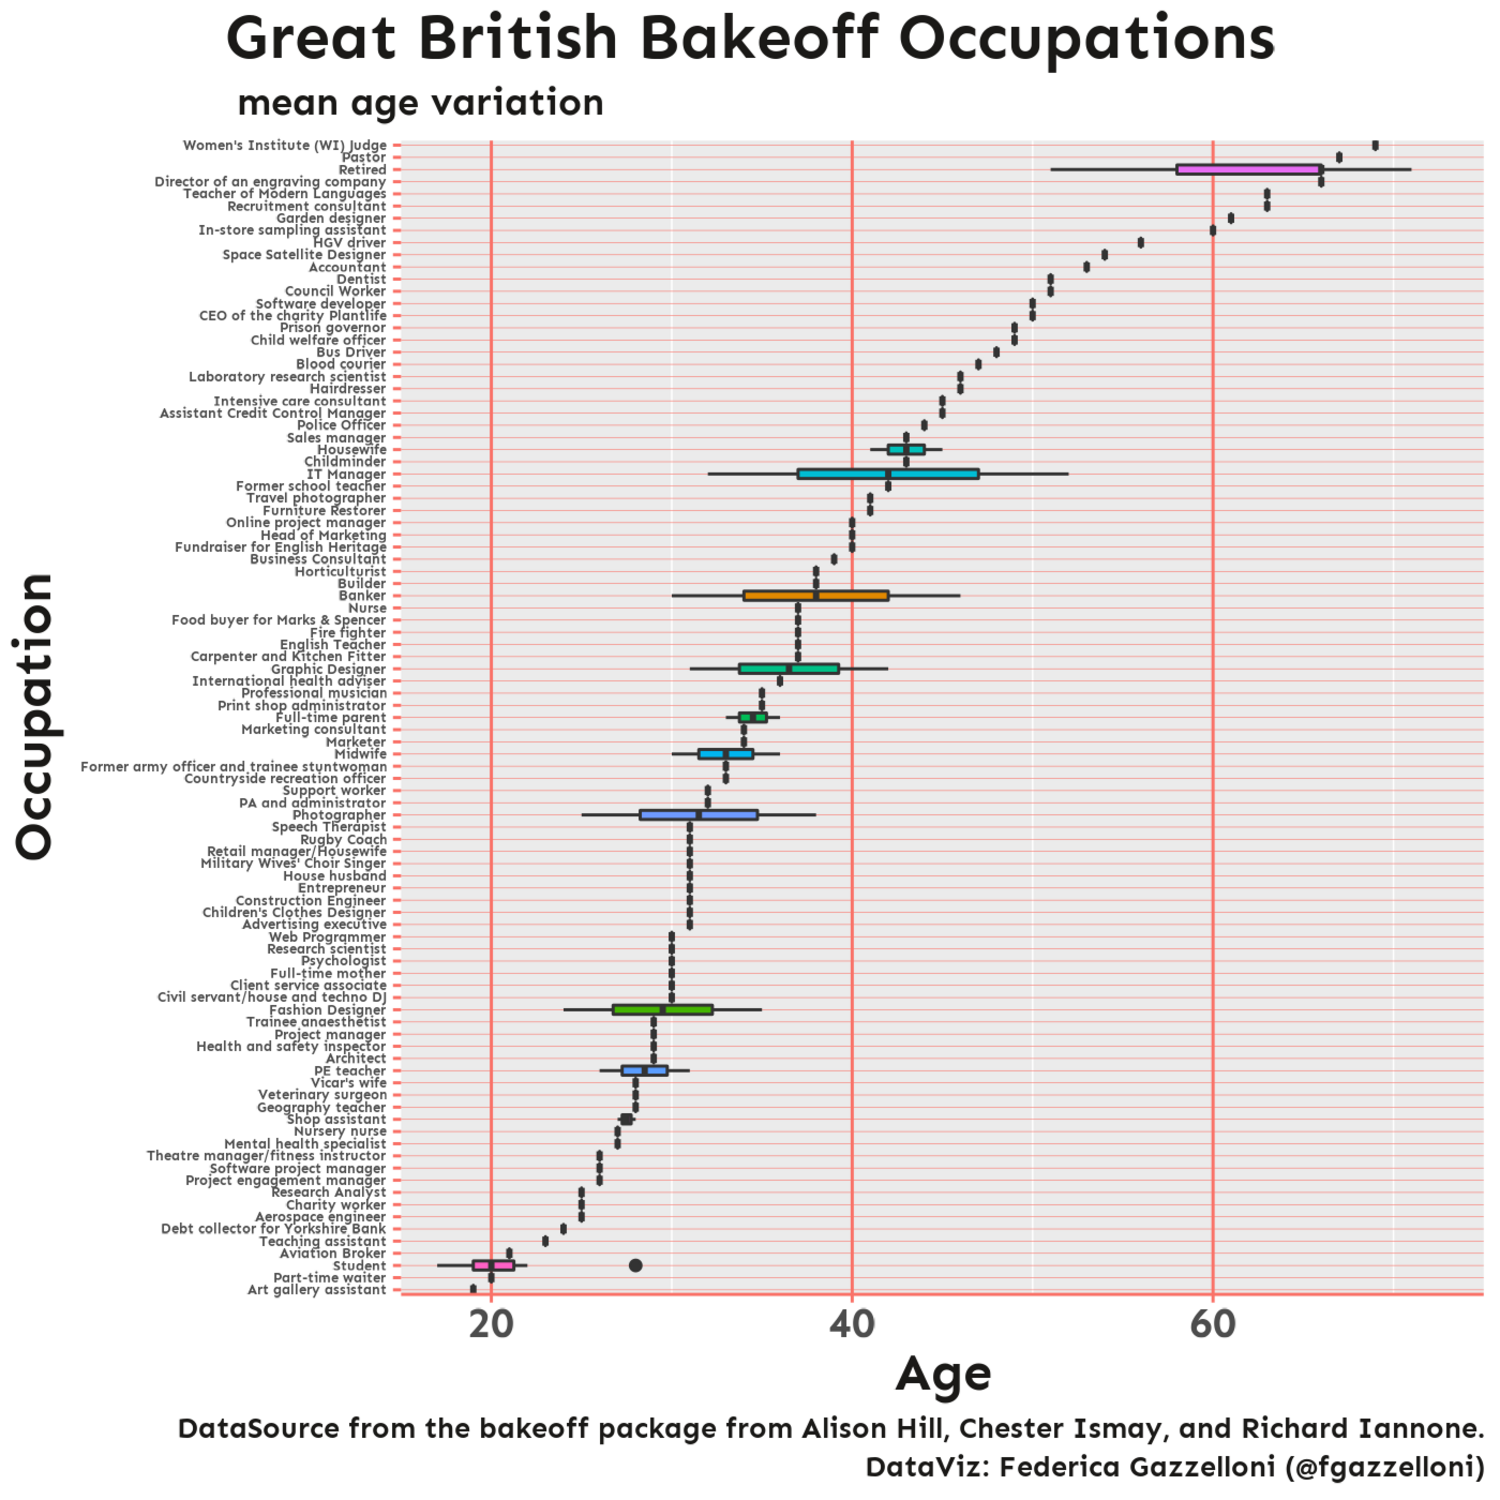 Great British Bakeoff Occupations
mean age variation
Occupation
Women's Institute (WI) Judge
Pastor
Retired
Director of an engraving company
Teacher of Modern Languages
Recruitment consultant
Garden designer
In-store sampling assistant
HGV driver
Space Satellite Designer
Accountant
Dentist
Council Worker
Software developer
CEO of the charity Plantlife
Prison governor
Child welfare officer
Bus Driver
Blood courier
Laboratory research scientist
Hairdresser
Intensive care consultant
Assistant Credit Control Manager
Police Officer
Sales manager
Housewife
Childminder
IT Manager
Former school teacher
Travel photographer
Furniture Restorer
Online project manager
Head of Marketing
Fundraiser for English Heritage
Business Consultant
Horticulturist
Builder
Banker
Nurse
Food buyer for Marks & Spencer
Fire fighter
English Teacher
Carpenter and Kitchen Fitter
Graphic Designer
International health adviser
Professional musician
Print shop administrator
Full-time parent
Marketing consultant
Marketer
Midwife
Former army officer and trainee stuntwoman
Countryside recreation officer
Support worker
PA and administrator
Photographer
Speech Therapist
Rugby Coach
Retail manager/Housewife
Military Wives' Choir Singer
House husband
Entrepreneur
Construction Engineer
Children's Clothes Designer
Advertising executive
Web Programmer
Research scientist
Psychologist
Full-time mother
Client service associate
Civil servant/house and techno DJ
Fashion Designer
Trainee anaesthetist
Project manager
Health and safety inspector
Architect
PE teacher
Vicar's wife
Veterinary surgeon
Geography teacher
Shop assistant
Nursery nurse
Mental health specialist
Theatre manager/fitness instructor
Software project manager
Project engagement manager
Research Analyst
Charity worker
Aerospace engineer
Debt collector for Yorkshire Bank
Teaching assistant
Aviation Broker
Student
Part-time waiter
Art gallery assistant
20 40 60
Age
DataSource from the bakeoff package from Alison Hill, Chester Ismay, and Richard Iannone.
DataViz: Federica Gazzelloni (@fgazzelloni)